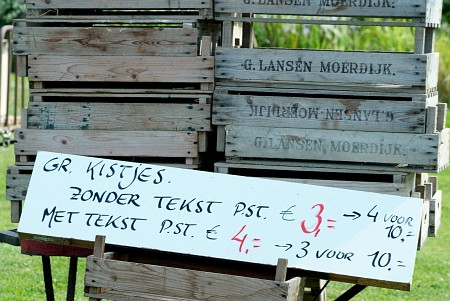 G. LANSEN MOERDIJK.
G. LANSEN MOERDIJK.
G. LANSEN MOERDIJK.
G. LANSEN MOERDIJK.
GR. KISTJES.
ZONDER TEKST P.ST. € 3,= → 4 VOOR 10.=
MET TEKST P.ST. € 4,= → 3 VOOR 10.=